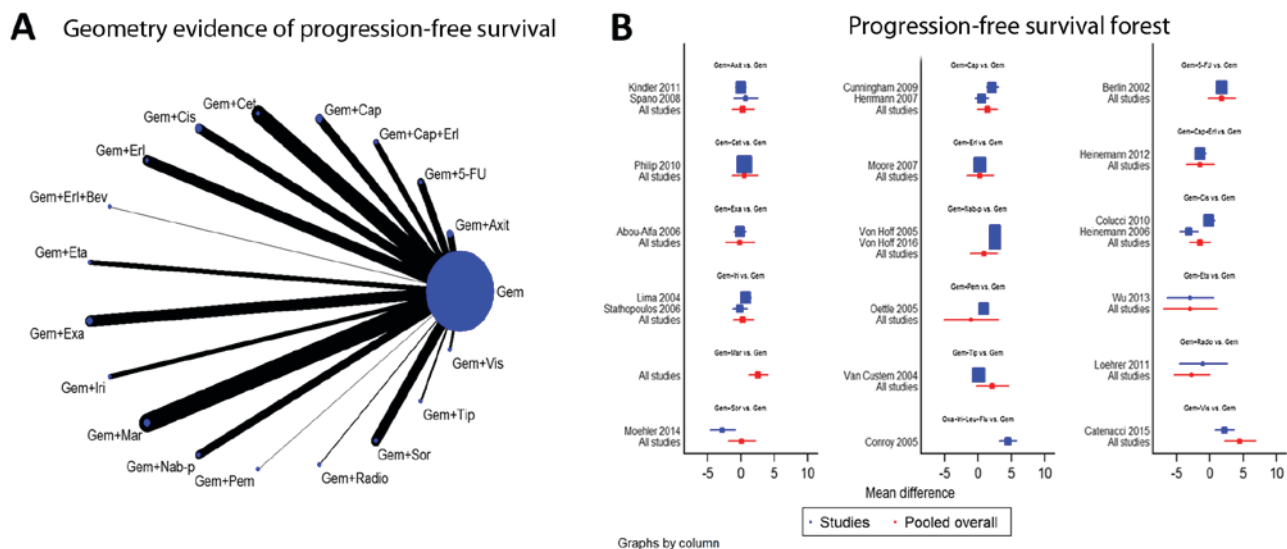 A
Geometry evidence of progression-free survival
Gem+Cet
Gem+Cap
Gem+Cis
Gem+Cap+Erl
Gem+Erl
Gem+5-FU
Gem+Erl+Bev
Gem+Axit
Gem+Eta
Gem
Gem+Exa
Gem+Vis
Gem+Iri
Gem+Tip
Gem+Mar
Gem+Sor
Gem+Nab-p
Gem+Pem
Gem+Radio
B
Progression-free survival forest
Gem+Axit vs. Gem
Kindler 2011
Spano 2008
All studies
Gem+Cet vs. Gem
Philip 2010
All studies
Gem+Exa vs. Gem
Abou-Alfa 2006
All studies
Gem+Iri vs. Gem
Lima 2004
Stathopoulos 2006
All studies
Gem+Mar vs. Gem
All studies
Gem+Sor vs. Gem
Moehler 2014
All studies
-5 0 5 10
Gem+Cap vs. Gem
Cunningham 2009
Herrmann 2007
All studies
Gem+Erl vs. Gem
Moore 2007
All studies
Gem+Nab-p vs. Gem
Von Hoff 2005
Von Hoff 2016
All studies
Gem+Pen vs. Gem
Oettle 2005
All studies
Gem+Tip vs. Gem
Van Custem 2004
All studies
Oxa+Iri-Leu-Flu vs. Gem
Conroy 2005
-5 0 5 10
Gem+5-FU vs. Gem
Berlin 2002
All studies
Gem+Cap-Erl vs. Gem
Heinemann 2012
All studies
Gem+Cis vs. Gem
Colucci 2010
Heinemann 2006
All studies
Gem+Eta vs. Gem
Wu 2013
All studies
Gem+Rado vs. Gem
Loehrer 2011
All studies
Gem+Vis vs. Gem
Catenacci 2015
All studies
-5 0 5 10
Mean difference
Studies Pooled overall
Graphs by column